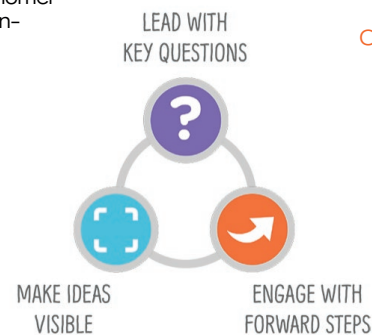 n-
LEAD WITH
KEY QUESTIONS
?
MAKE IDEAS
VISIBLE
ENGAGE WITH
FORWARD STEPS